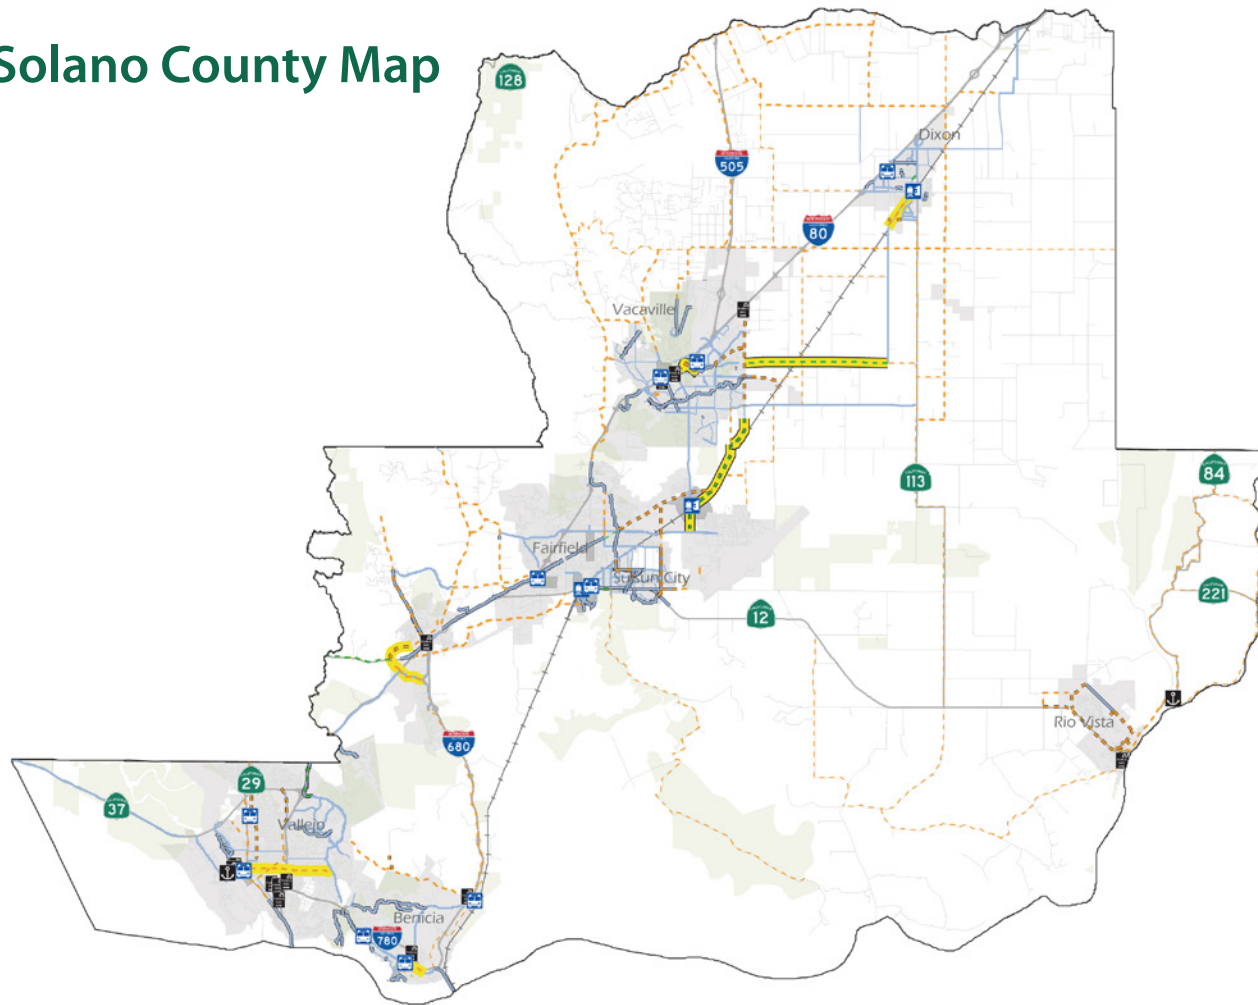 Solano County Map
128
Dixon
505
80
Vacaville
113
84
Fairfield
Suisun City
221
12
Rio Vista
680
29
37
Vallejo
Benicia
780